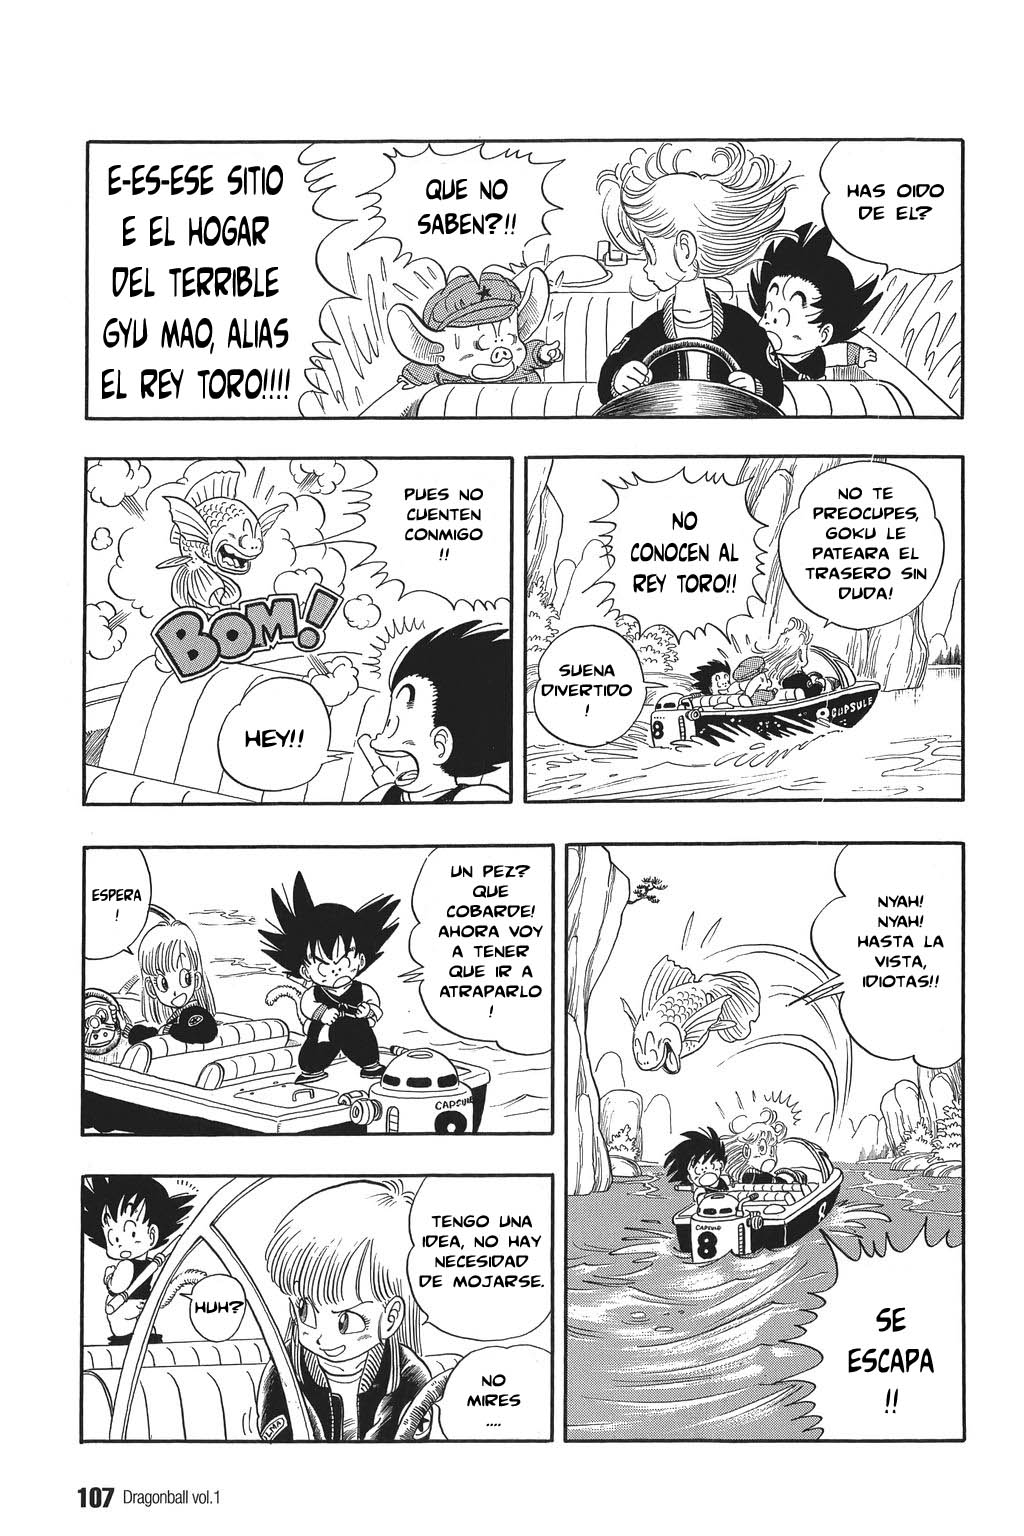 HAS OIDO
DE EL?
QUE NO
SABEN?!!
E-ES-ESE SITIO
E EL HOGAR
DEL TERRIBLE
GYU MAO, ALIAS
EL REY TORO!!!!
NO TE
PREOCUPES,
GOKU LE
PATEARA EL
TRASERO SIN
DUDA!
NO
CONOCEN AL
REY TORO!!
SUENA
DIVERTIDO
!
8
8 CUPSULE
PUES NO
CUENTEN
CONMIGO
!!
BOM!
HEY!!
NYAH!
NYAH!
HASTA LA
VISTA,
IDIOTAS!!
CAPSULE
8
SE
ESCAPA
!!
UN PEZ?
QUE
COBARDE!
AHORA VOY
A TENER
QUE IR A
ATRAPARLO
!
ESPERA
!
CAPSULE
8
TENGO UNA
IDEA, NO HAY
NECESIDAD
DE MOJARSE.
HUH?
NO
MIRES
....
LMA
107 Dragonball vol.1